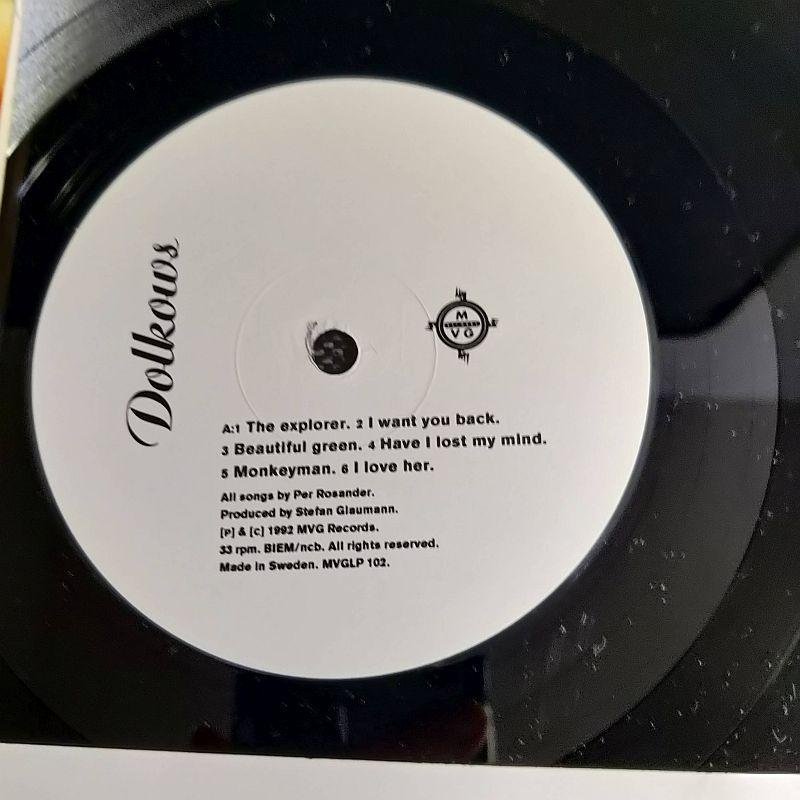 Dolkows
M
VG
A:1 The explorer. 2 I want you back.
3 Beautiful green. 4 Have I lost my mind.
5 Monkeyman. 6 I love her.
All songs by Per Rosander.
Produced by Stefan Glaumann.
[P] & [C] 1992 MVG Records.
33 rpm. BIEM/ncb. All rights reserved.
Made in Sweden. MVGLP 102.